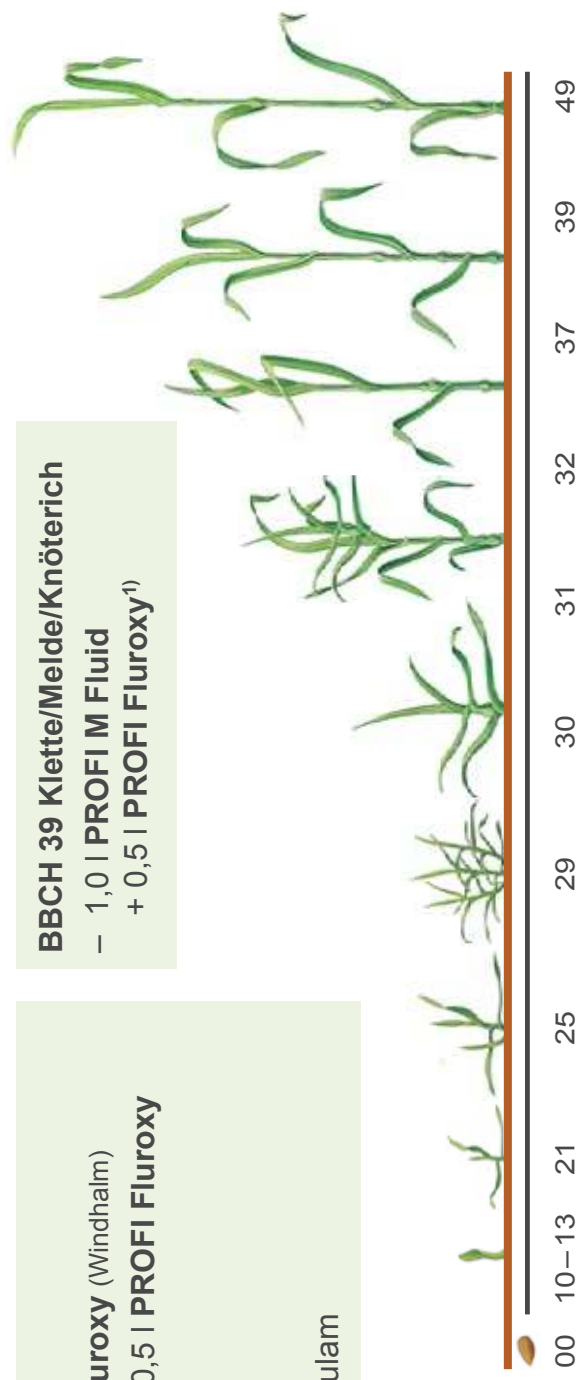 uroxy (Windhalm)
0,5 l PROFI Fluroxy
ulam
BBCH 39 Klette/Melde/Knöterich
– 1,0 l PROFI M Fluid
+ 0,5 l PROFI Fluroxy¹⁾
00 10–13 21 25 29 30 31 32 37 39 49